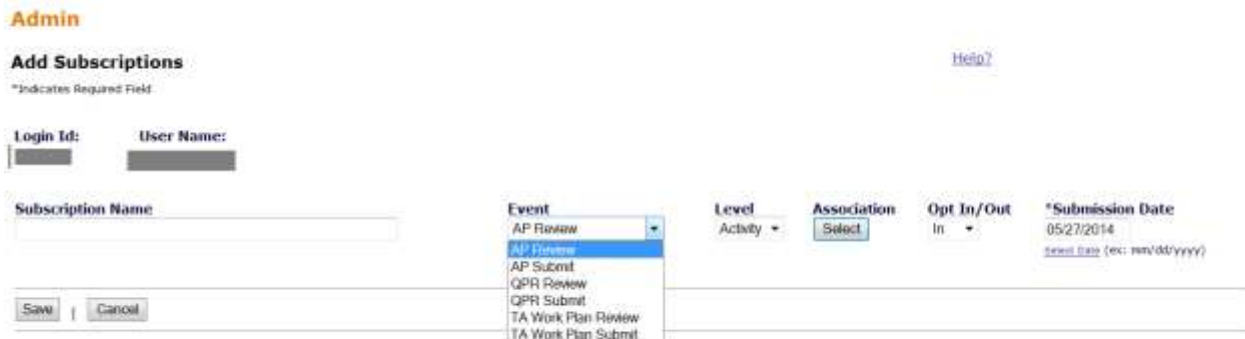 Admin
Add Subscriptions
Help?
*Indicates Required Field
Login Id: User Name:
Subscription Name Event Level Association Opt In/Out *Submission Date
AP Review Activity Select In 05/27/2014
Select Date (ex: mm/dd/yyyy)
AP Review
AP Submit
QPR Review
QPR Submit
TA Work Plan Review
TA Work Plan Submit
Save | Cancel